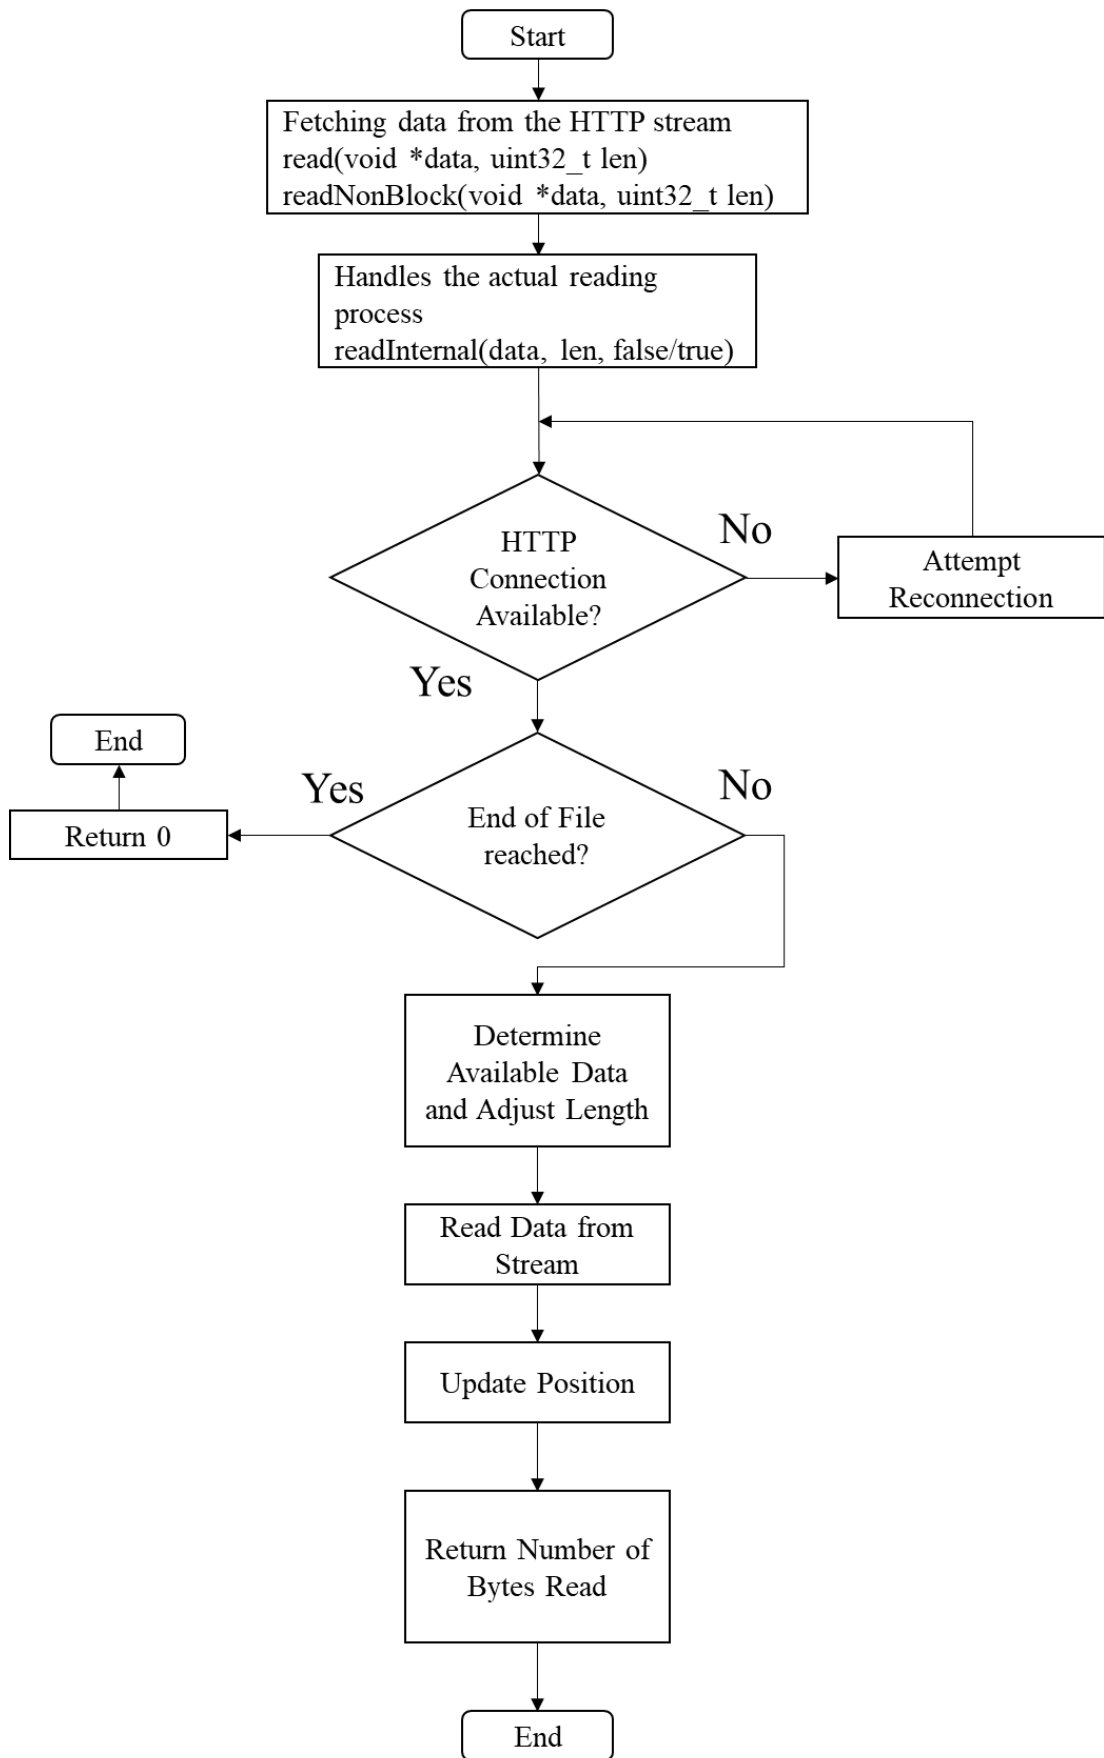 Start
Fetching data from the HTTP stream
read(void *data, uint32_t len)
readNonBlock(void *data, uint32_t len)
Handles the actual reading
process
readInternal(data, len, false/true)
HTTP
Connection
Available?
No
Attempt
Reconnection
Yes
End of File
reached?
Yes
Return 0
End
No
Determine
Available Data
and Adjust Length
Read Data from
Stream
Update Position
Return Number of
Bytes Read
End